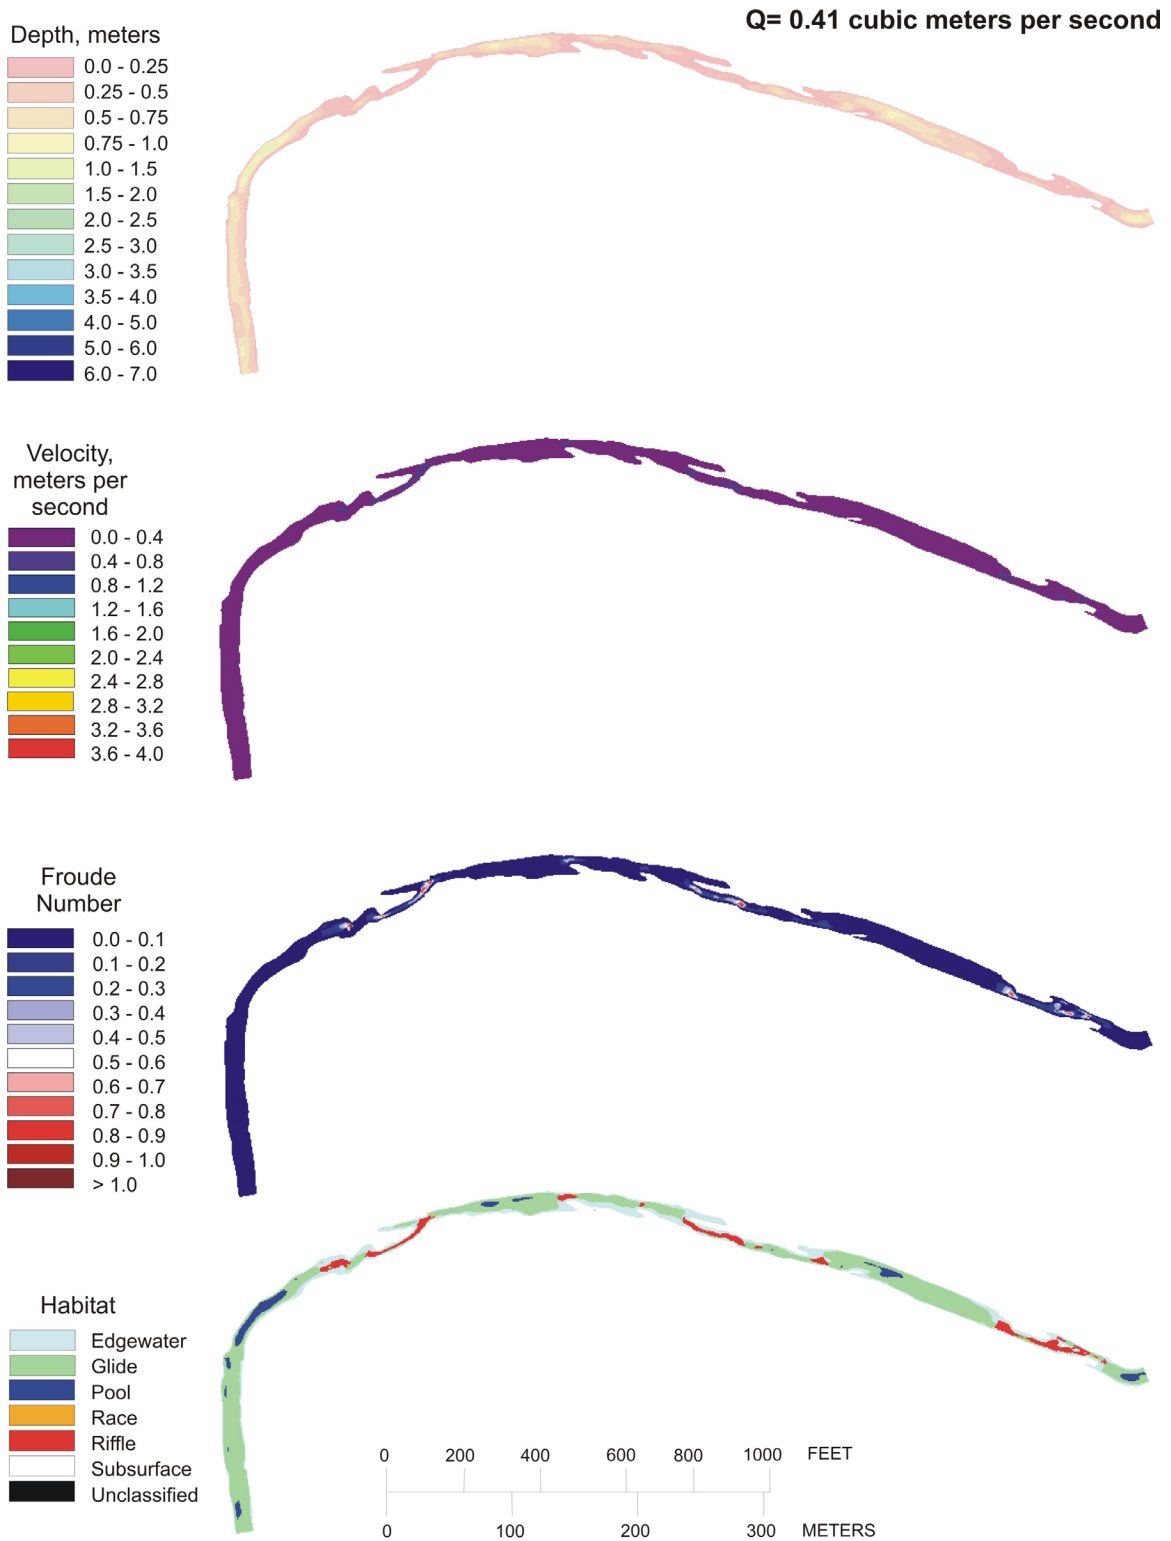 Q= 0.41 cubic meters per second
Depth, meters
0.0 - 0.25
0.25 - 0.5
0.5 - 0.75
0.75 - 1.0
1.0 - 1.5
1.5 - 2.0
2.0 - 2.5
2.5 - 3.0
3.0 - 3.5
3.5 - 4.0
4.0 - 5.0
5.0 - 6.0
6.0 - 7.0
Velocity,
meters per
second
0.0 - 0.4
0.4 - 0.8
0.8 - 1.2
1.2 - 1.6
1.6 - 2.0
2.0 - 2.4
2.4 - 2.8
2.8 - 3.2
3.2 - 3.6
3.6 - 4.0
Froude
Number
0.0 - 0.1
0.1 - 0.2
0.2 - 0.3
0.3 - 0.4
0.4 - 0.5
0.5 - 0.6
0.6 - 0.7
0.7 - 0.8
0.8 - 0.9
0.9 - 1.0
> 1.0
Habitat
Edgewater
Glide
Pool
Race
Riffle
Subsurface
Unclassified
0 200 400 600 800 1000 FEET
0 100 200 300 METERS